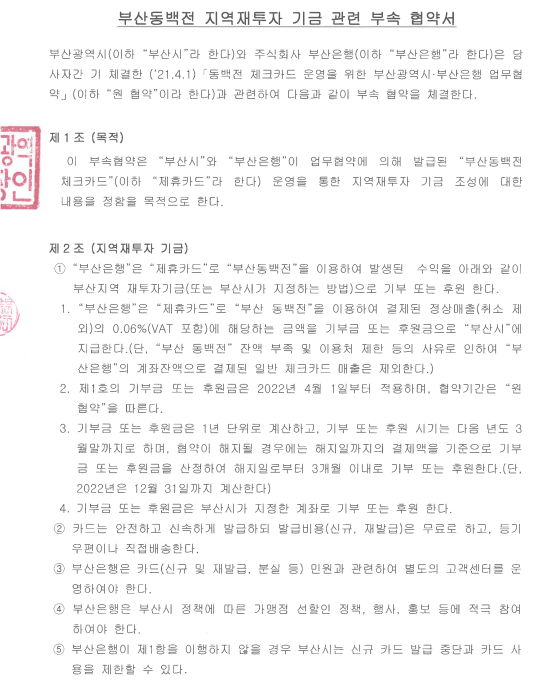 부산동백전 지역재투자 기금 관련 부속 협약서
부산광역시(이하 “부산시”라 한다)와 주식회사 부산은행(이하 “부산은행”라 한다)은 당
사자간 기 체결한 (‘21.4.1)「동백전 체크카드 운영을 위한 부산광역시·부산은행 업무협
약」(이하 “원 협약”이라 한다)과 관련하여 다음과 같이 부속 협약을 체결한다.
제 1 조 (목적)
이 부속협약은 “부산시”와 “부산은행”이 업무협약에 의해 발급된 “부산동백전
체크카드”(이하 “제휴카드”라 한다) 운영을 통한 지역재투자 기금 조성에 대한
내용을 정함을 목적으로 한다.
제 2 조 (지역재투자 기금)
① “부산은행”은 “제휴카드”로 “부산동백전”을 이용하여 발생된 수익을 아래와 같이
부산지역 재투자기금(또는 부산시가 지정하는 방법)으로 기부 또는 후원 한다.
1. “부산은행”은 “제휴카드”로 “부산 동백전”을 이용하여 결제된 정상매출(취소 제
외)의 0.06%(VAT 포함)에 해당하는 금액을 기부금 또는 후원금으로 “부산시”에
지급한다.(단, “부산 동백전” 잔액 부족 및 이용처 제한 등의 사유로 인하여 “부
산은행”의 계좌잔액으로 결제된 일반 체크카드 매출은 제외한다.)
2. 제1호의 기부금 또는 후원금은 2022년 4월 1일부터 적용하며, 협약기간은 “원
협약”을 따른다.
3. 기부금 또는 후원금은 1년 단위로 계산하고, 기부 또는 후원 시기는 다음 년도 3
월말까지로 하며, 협약이 해지될 경우에는 해지일까지의 결제액을 기준으로 기부
금 또는 후원금을 산정하여 해지일로부터 3개월 이내로 기부 또는 후원한다.(단,
2022년은 12월 31일까지 계산한다)
4. 기부금 또는 후원금은 부산시가 지정한 계좌로 기부 또는 후원 한다.
② 카드는 안전하고 신속하게 발급하되 발급비용(신규, 재발급)은 무료로 하고, 등기
우편이나 직접배송한다.
③ 부산은행은 카드(신규 및 재발급, 분실 등) 민원과 관련하여 별도의 고객센터를 운
영하여야 한다.
④ 부산은행은 부산시 정책에 따른 가맹점 선할인 정책, 행사, 홍보 등에 적극 참여
하여야 한다.
⑤ 부산은행이 제1항을 이행하지 않을 경우 부산시는 신규 카드 발급 중단과 카드 사
용을 제한할 수 있다.